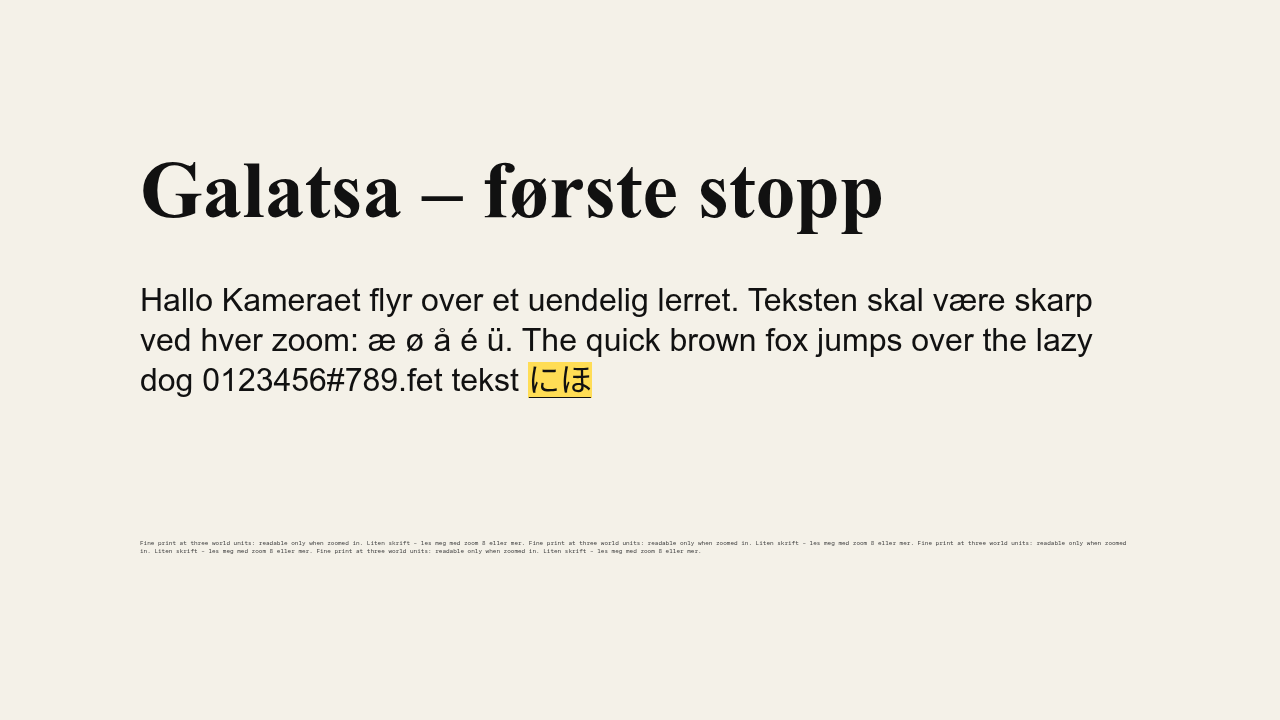 Galatsa – første stopp
Hallo Kameraet flyr over et uendelig lerret. Teksten skal være skarp
ved hver zoom: æ ø å é ü. The quick brown fox jumps over the lazy
dog 0123456#789.fet tekst にほ
Fine print at three world units: readable only when zoomed in. Liten skrift – les meg med zoom 8 eller mer. Fine print at three world units: readable only when zoomed in. Liten skrift – les meg med zoom 8 eller mer. Fine print at three world units: readable only when zoomed
in. Liten skrift – les meg med zoom 8 eller mer. Fine print at three world units: readable only when zoomed in. Liten skrift – les meg med zoom 8 eller mer.